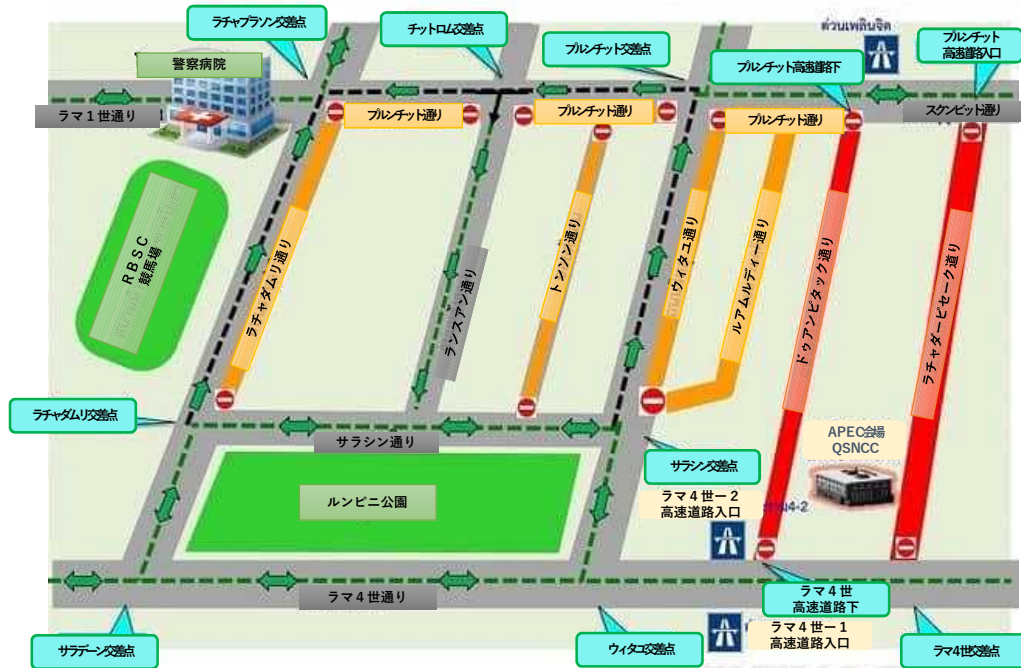 ラチャプラソン交差点
チットロム交差点
プルンチット交差点
ด่วนเพลินจิต
プルンチット
高速道路入口
警察病院
プルンチット高速道路下
ラマ１世通り
プルンチット通り
プルンチット通り
プルンチット通り
スクンビット通り
ＲＢＳＣ
競馬場
ラチャダムリ通り
ランスアン通り
トンソン通り
ウィタユ通り
ルアムルディー通り
ドゥアンピタック通り
ラチャダーピセーク道り
ラチャダムリ交差点
サラシン通り
APEC会場
QSNCC
サラシン交差点
ルンピニ公園
ラマ４世ー２
高速道路入口
4-2
ラマ４世
高速道路下
ラマ４世通り
ラマ４世ー１
高速道路入口
サラデーン交差点
ウィタユ交差点
ラマ4世交差点